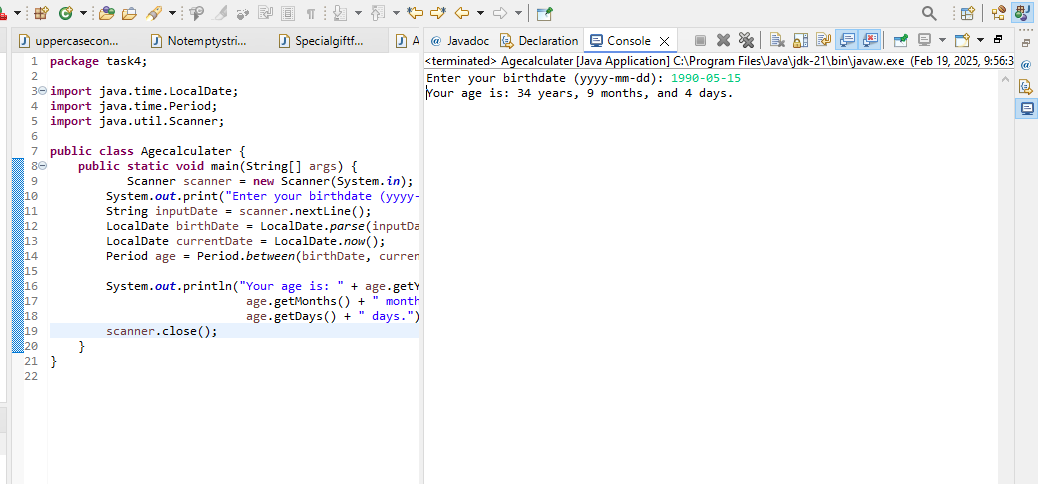 uppercasecon...
Notemptystri...
Specialgiftf...
A
@ Javadoc
Declaration
Console
1 package task4;
2
3 import java.time.LocalDate;
4 import java.time.Period;
5 import java.util.Scanner;
6
7 public class Agecalculater {
8 public static void main(String[] args) {
9 Scanner scanner = new Scanner(System.in);
10 System.out.print("Enter your birthdate (yyyy-
11 String inputDate = scanner.nextLine();
12 LocalDate birthDate = LocalDate.parse(inputDa
13 LocalDate currentDate = LocalDate.now();
14 Period age = Period.between(birthDate, curren
15
16 System.out.println("Your age is: " + age.getY
17 age.getMonths() + " month
18 age.getDays() + " days.")
19 scanner.close();
20 }
21 }
22
<terminated> Agecalculater [Java Application] C:\Program Files\Java\jdk-21\bin\javaw.exe (Feb 19, 2025, 9:56:3
Enter your birthdate (yyyy-mm-dd): 1990-05-15
Your age is: 34 years, 9 months, and 4 days.